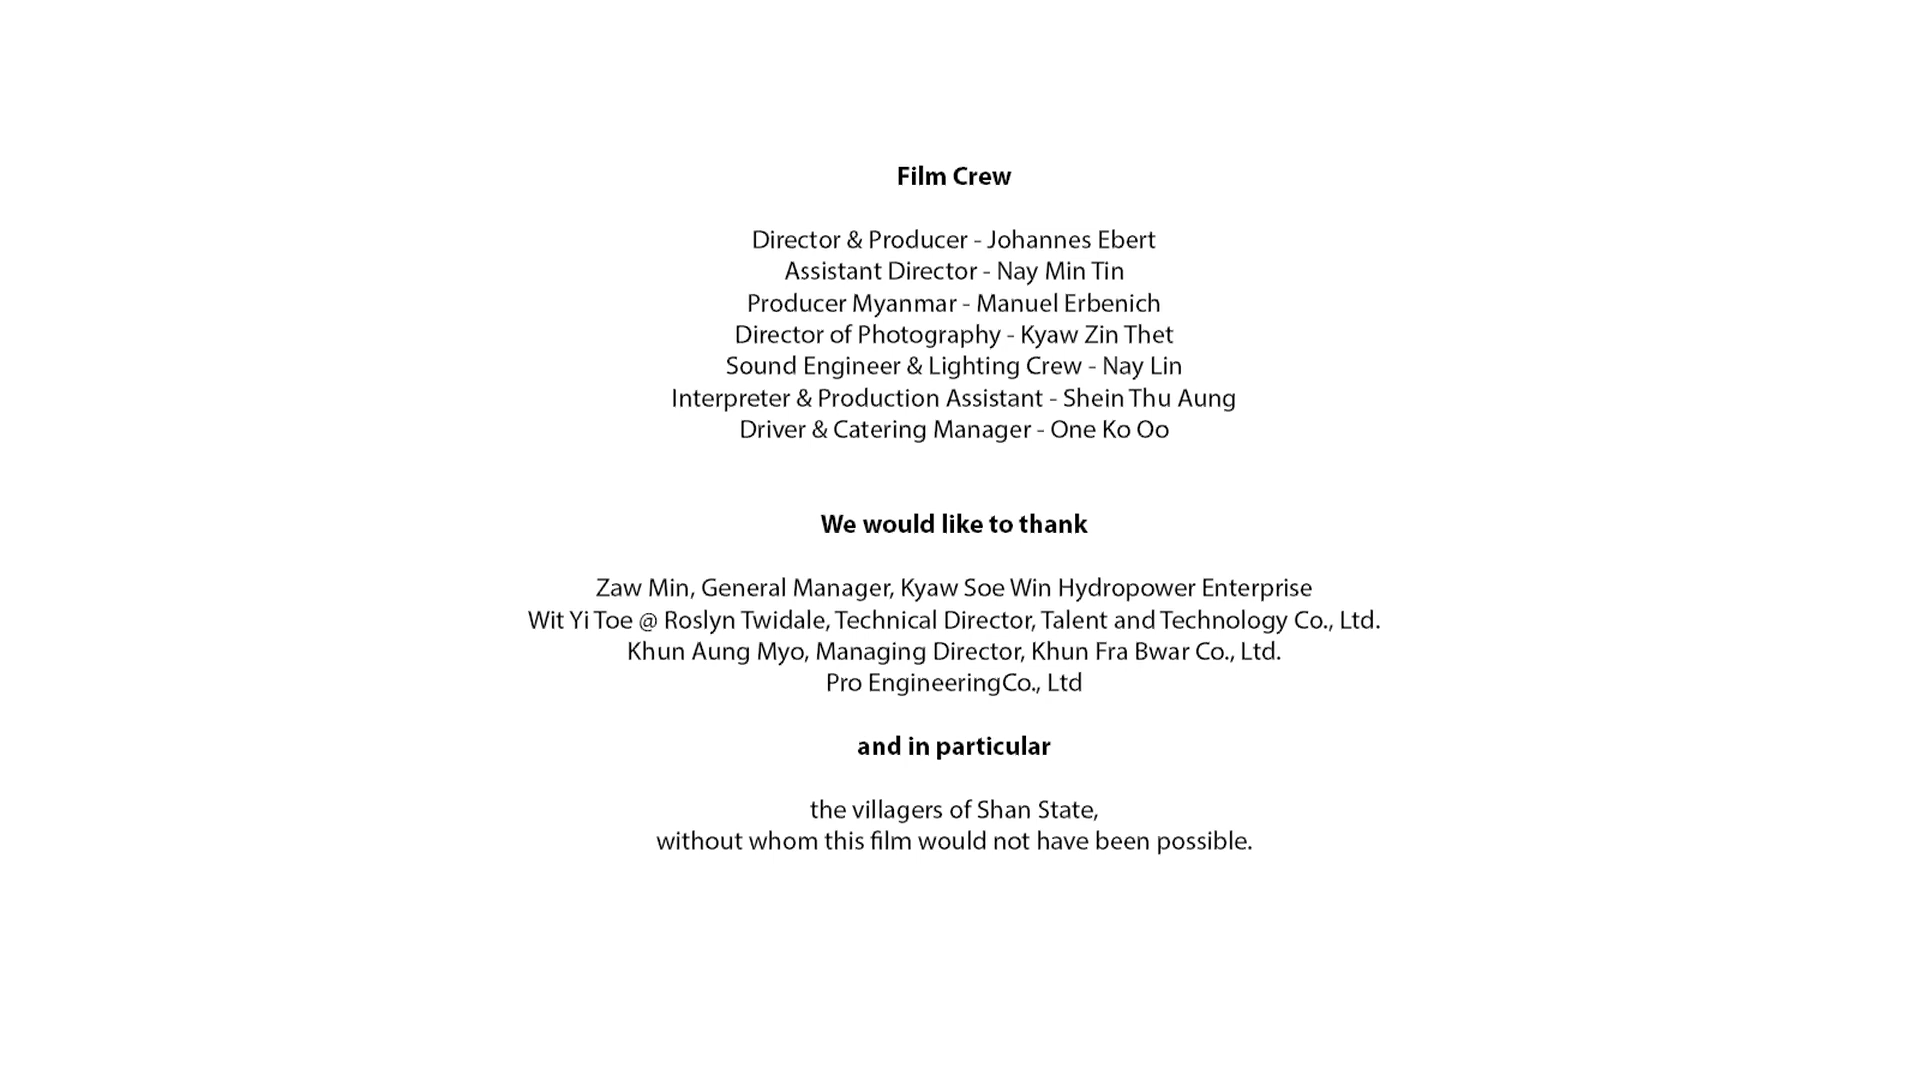 Film Crew
Director & Producer - Johannes Ebert
Assistant Director - Nay Min Tin
Producer Myanmar - Manuel Erbenich
Director of Photography - Kyaw Zin Thet
Sound Engineer & Lighting Crew - Nay Lin
Interpreter & Production Assistant - Shein Thu Aung
Driver & Catering Manager - One Ko Oo
We would like to thank
Zaw Min, General Manager, Kyaw Soe Win Hydropower Enterprise
Wit Yi Toe @ Roslyn Twidale, Technical Director, Talent and Technology Co., Ltd.
Khun Aung Myo, Managing Director, Khun Fra Bwar Co., Ltd.
Pro EngineeringCo., Ltd
and in particular
the villagers of Shan State,
without whom this film would not have been possible.